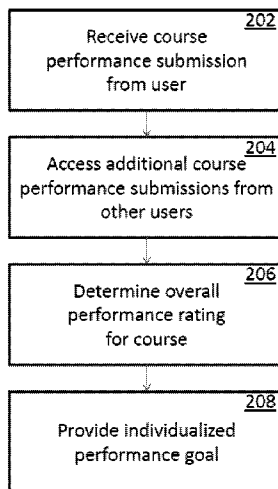 202
Receive course
performance submission
from user
204
Access additional course
performance submissions from
other users
206
Determine overall
performance rating
for course
208
Provide individualized
performance goal